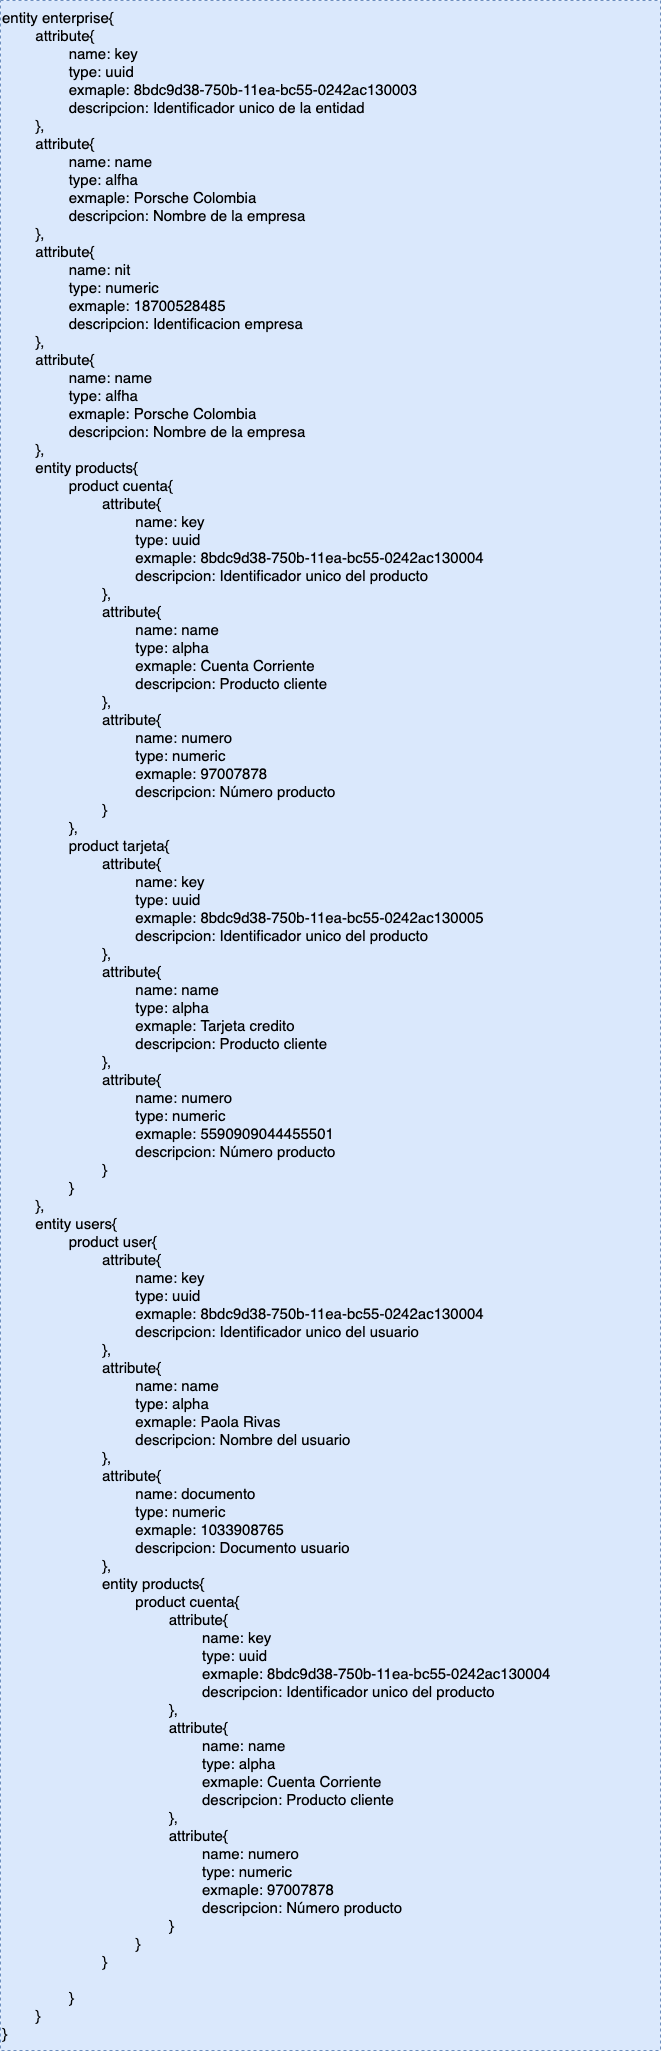 entity enterprise{
attribute{
name: key
type: uuid
exmaple: 8bdc9d38-750b-11ea-bc55-0242ac130003
descripcion: Identificador unico de la entidad
},
attribute{
name: name
type: alfha
exmaple: Porsche Colombia
descripcion: Nombre de la empresa
},
attribute{
name: nit
type: numeric
exmaple: 18700528485
descripcion: Identificacion empresa
},
attribute{
name: name
type: alfha
exmaple: Porsche Colombia
descripcion: Nombre de la empresa
},
entity products{
product cuenta{
attribute{
name: key
type: uuid
exmaple: 8bdc9d38-750b-11ea-bc55-0242ac130004
descripcion: Identificador unico del producto
},
attribute{
name: name
type: alpha
exmaple: Cuenta Corriente
descripcion: Producto cliente
},
attribute{
name: numero
type: numeric
exmaple: 97007878
descripcion: Número producto
}
},
product tarjeta{
attribute{
name: key
type: uuid
exmaple: 8bdc9d38-750b-11ea-bc55-0242ac130005
descripcion: Identificador unico del producto
},
attribute{
name: name
type: alpha
exmaple: Tarjeta credito
descripcion: Producto cliente
},
attribute{
name: numero
type: numeric
exmaple: 5590909044455501
descripcion: Número producto
}
}
},
entity users{
product user{
attribute{
name: key
type: uuid
exmaple: 8bdc9d38-750b-11ea-bc55-0242ac130004
descripcion: Identificador unico del usuario
},
attribute{
name: name
type: alpha
exmaple: Paola Rivas
descripcion: Nombre del usuario
},
attribute{
name: documento
type: numeric
exmaple: 1033908765
descripcion: Documento usuario
},
entity products{
product cuenta{
attribute{
name: key
type: uuid
exmaple: 8bdc9d38-750b-11ea-bc55-0242ac130004
descripcion: Identificador unico del producto
},
attribute{
name: name
type: alpha
exmaple: Cuenta Corriente
descripcion: Producto cliente
},
attribute{
name: numero
type: numeric
exmaple: 97007878
descripcion: Número producto
}
}
}
}
}
}